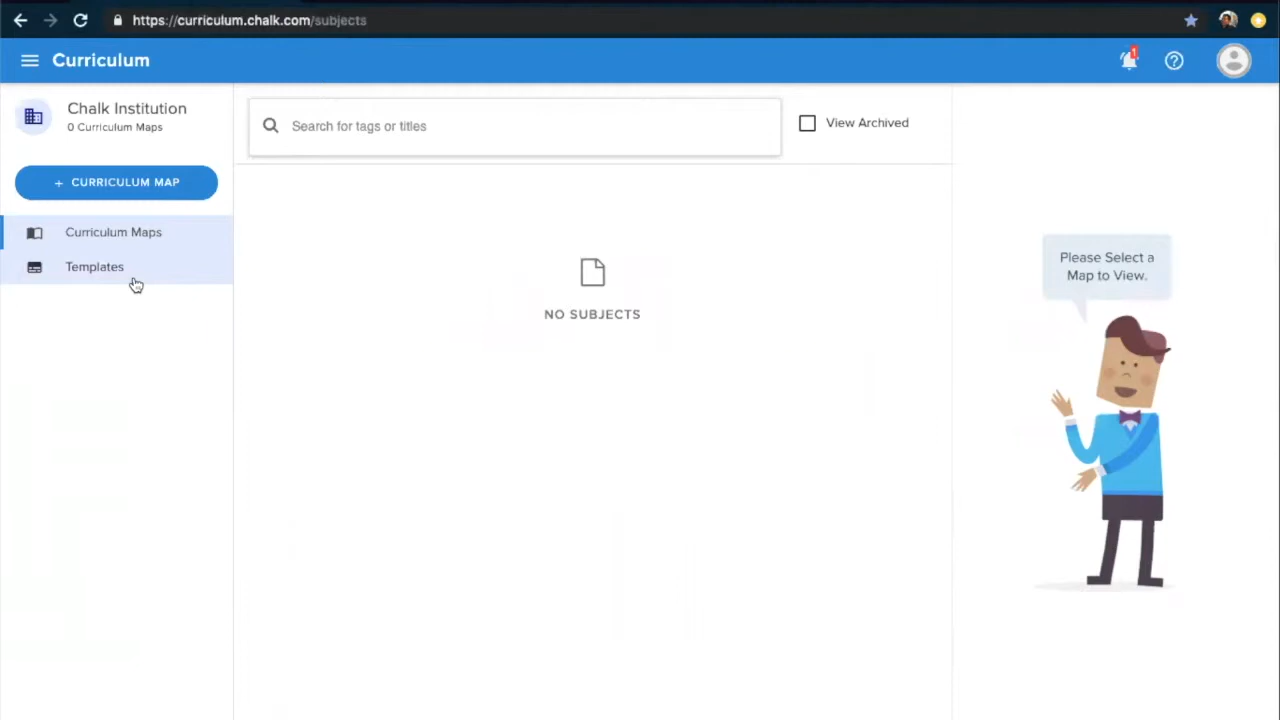 https://curriculum.chalk.com/subjects
Curriculum
1
Chalk Institution
0 Curriculum Maps
Search for tags or titles
View Archived
+ CURRICULUM MAP
Curriculum Maps
Templates
NO SUBJECTS
Please Select a
Map to View.